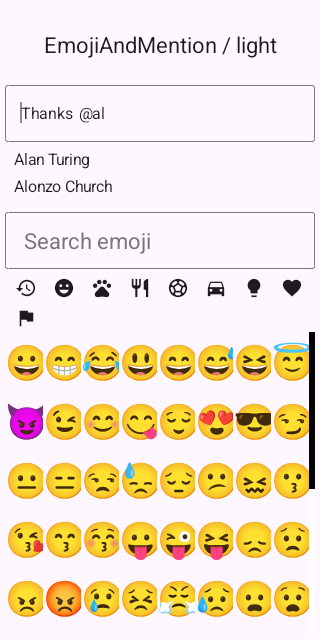 EmojiAndMention / light
Thanks @al
Alan Turing
Alonzo Church
Search emoji